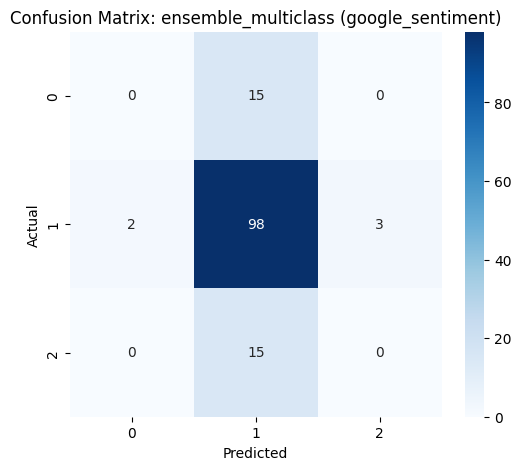 Confusion Matrix: ensemble_multiclass (google_sentiment)
Actual
0
0 15 0
1
2 98 3
2
0 15 0
0 1 2
Predicted
80
60
40
20
0